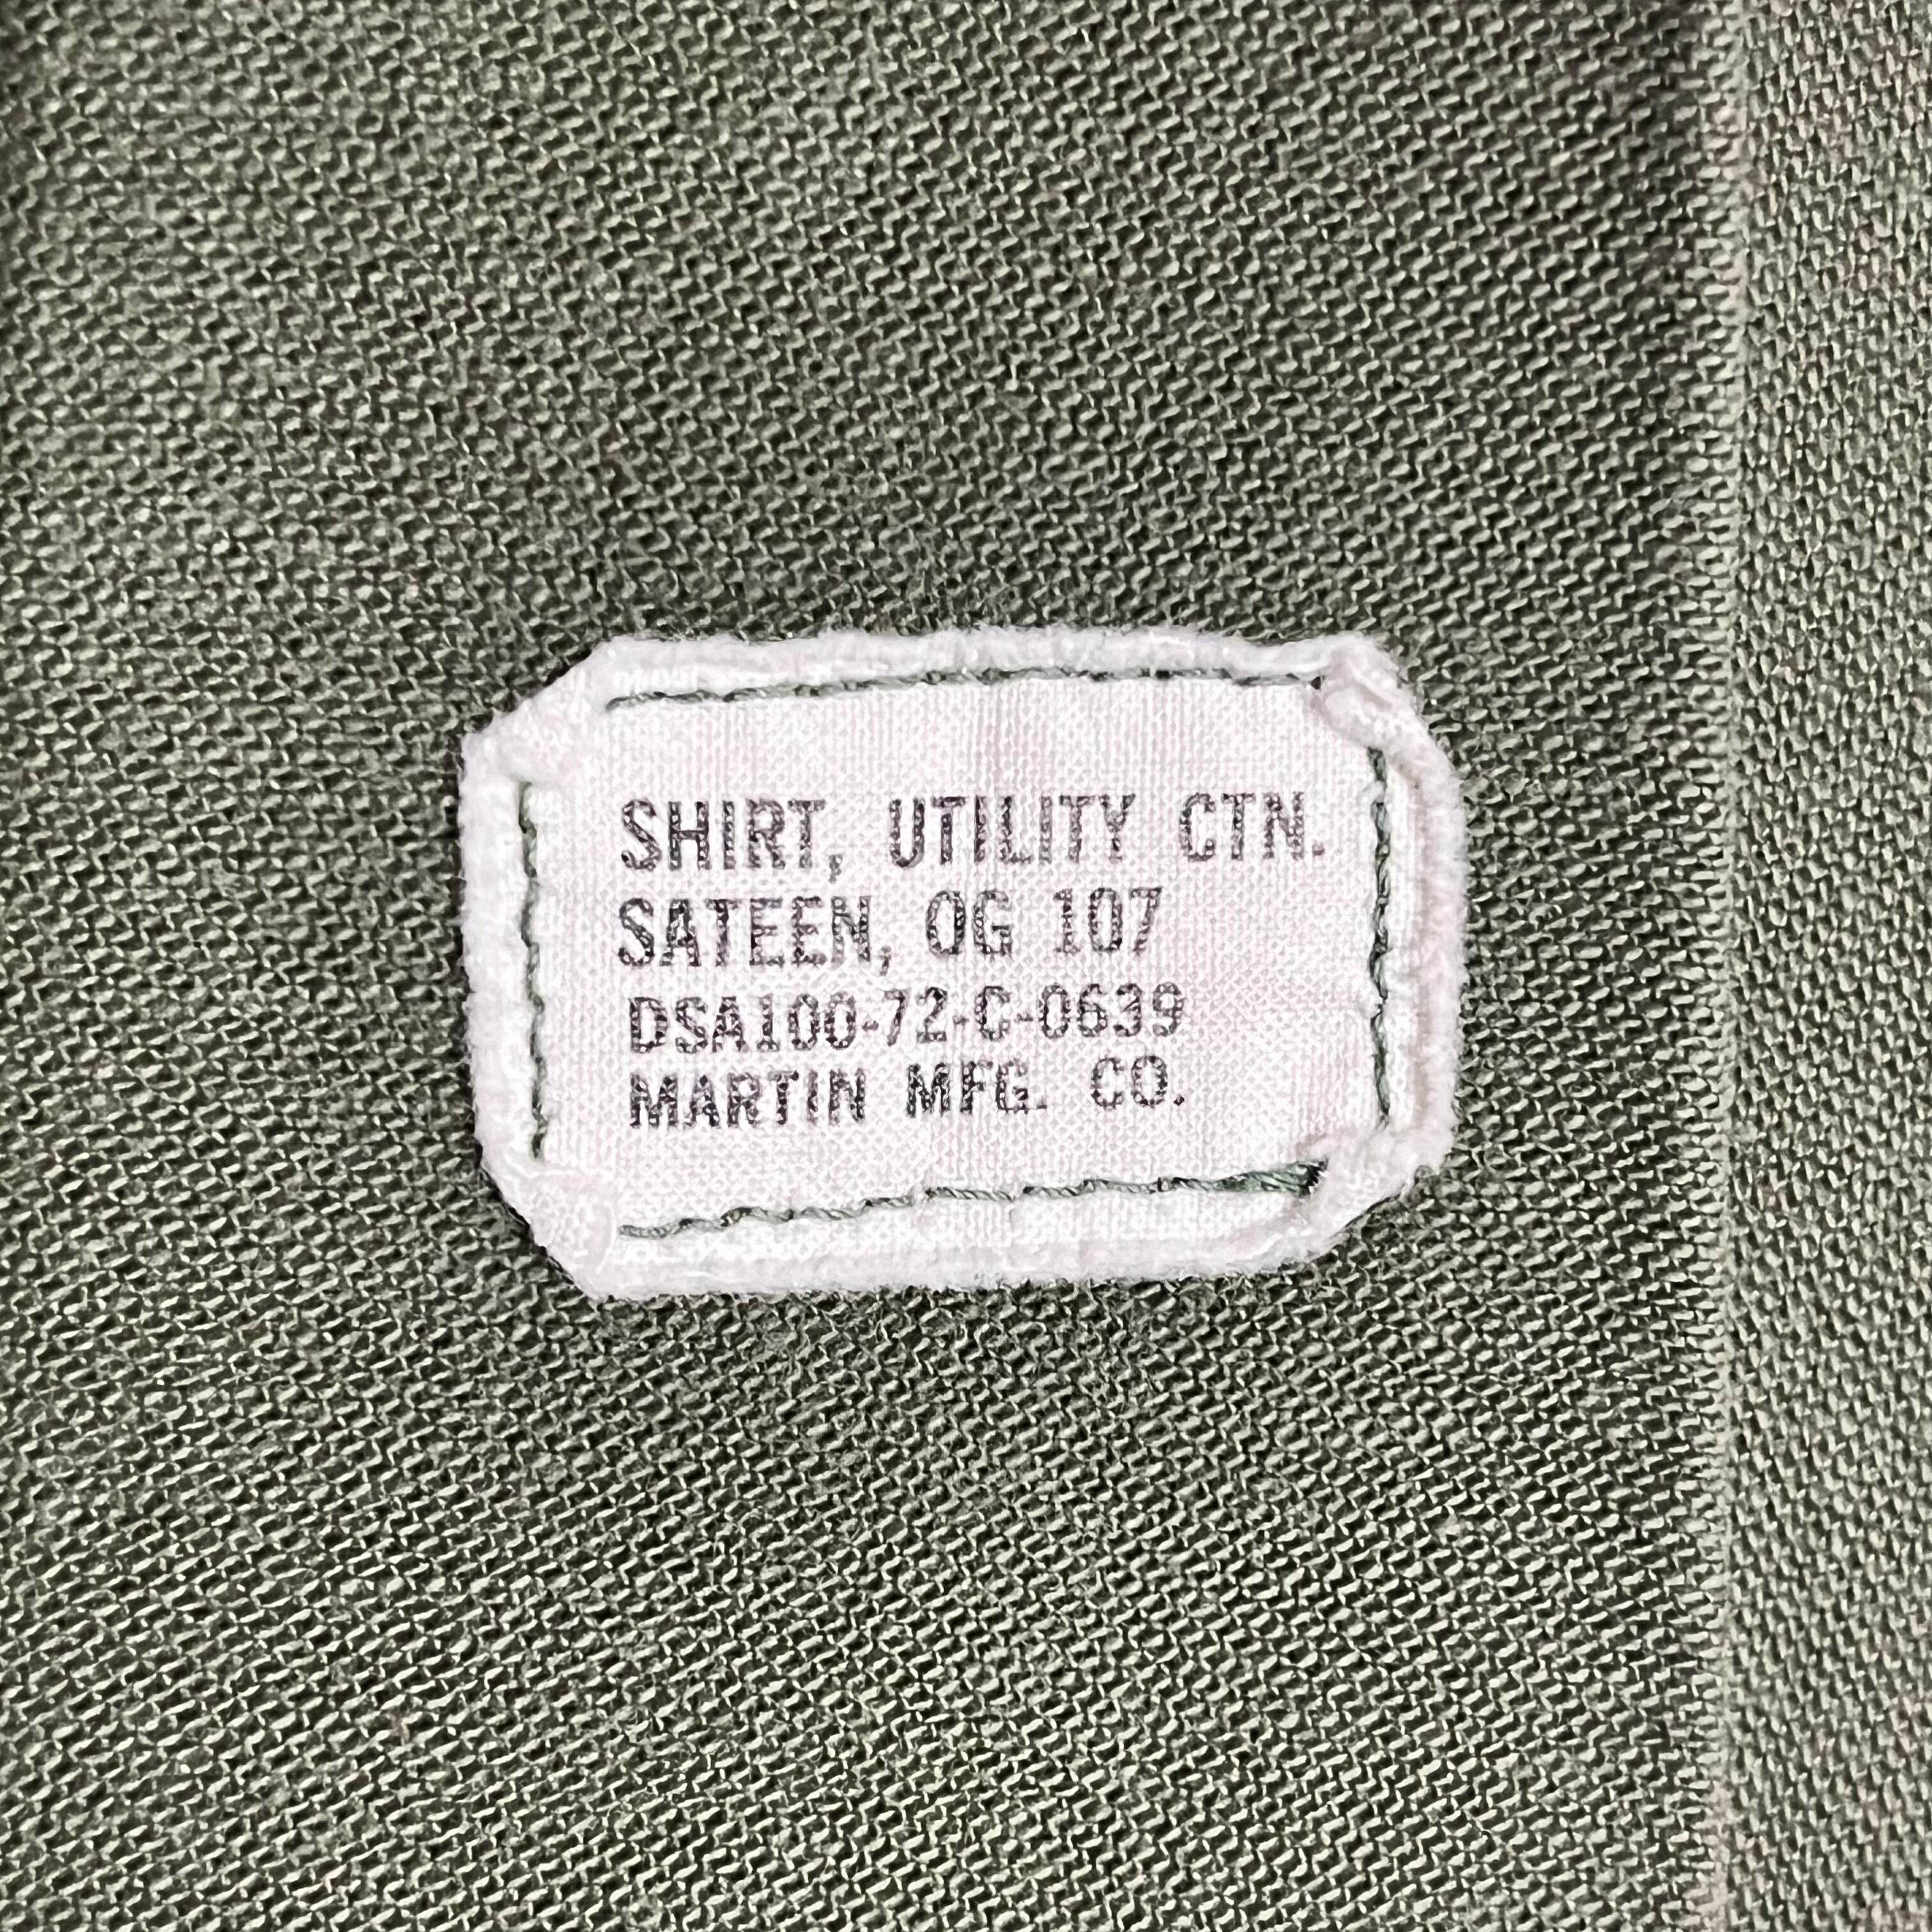 SHIRT, UTILITY CTN.
SATEEN, OG 107
DSA100-72-C-0639
MARTIN MFG. CO.